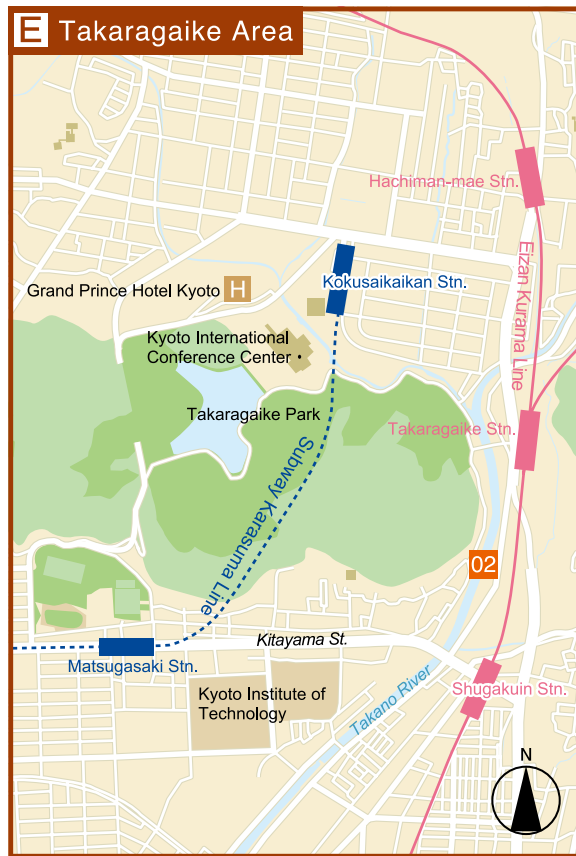 E Takaragaike Area
Hachiman-mae Stn.
Eizan Kurama Line
Kokusaikaikan Stn.
Grand Prince Hotel Kyoto H
Kyoto International
Conference Center
Takaragaike Park
Takaragaike Stn.
Subway Karasuma Line
02
Kitayama St.
Matsugasaki Stn.
Kyoto Institute of
Technology
Takano River
Shugakuin Stn.
N